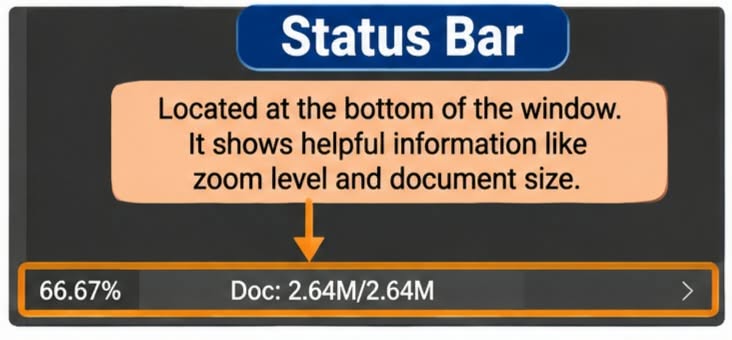 Status Bar
Located at the bottom of the window.
It shows helpful information like
zoom level and document size.
66.67% Doc: 2.64M/2.64M >